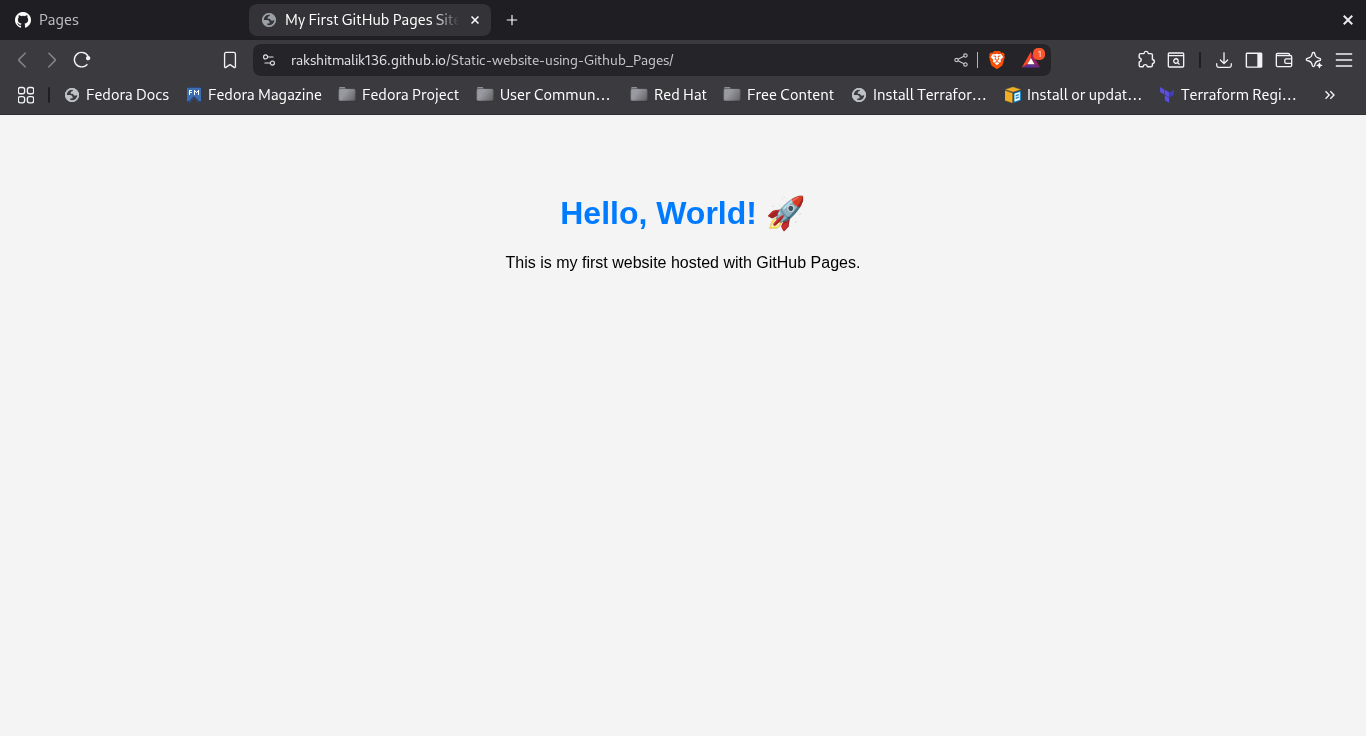 Pages
My First GitHub Pages Site
rakshitmalik136.github.io/Static-website-using-Github_Pages/
1
Fedora Docs
FM Fedora Magazine
Fedora Project
User Commun…
Red Hat
Free Content
Install Terrafor…
Install or updat…
Terraform Regi…
Hello, World! 🚀
This is my first website hosted with GitHub Pages.